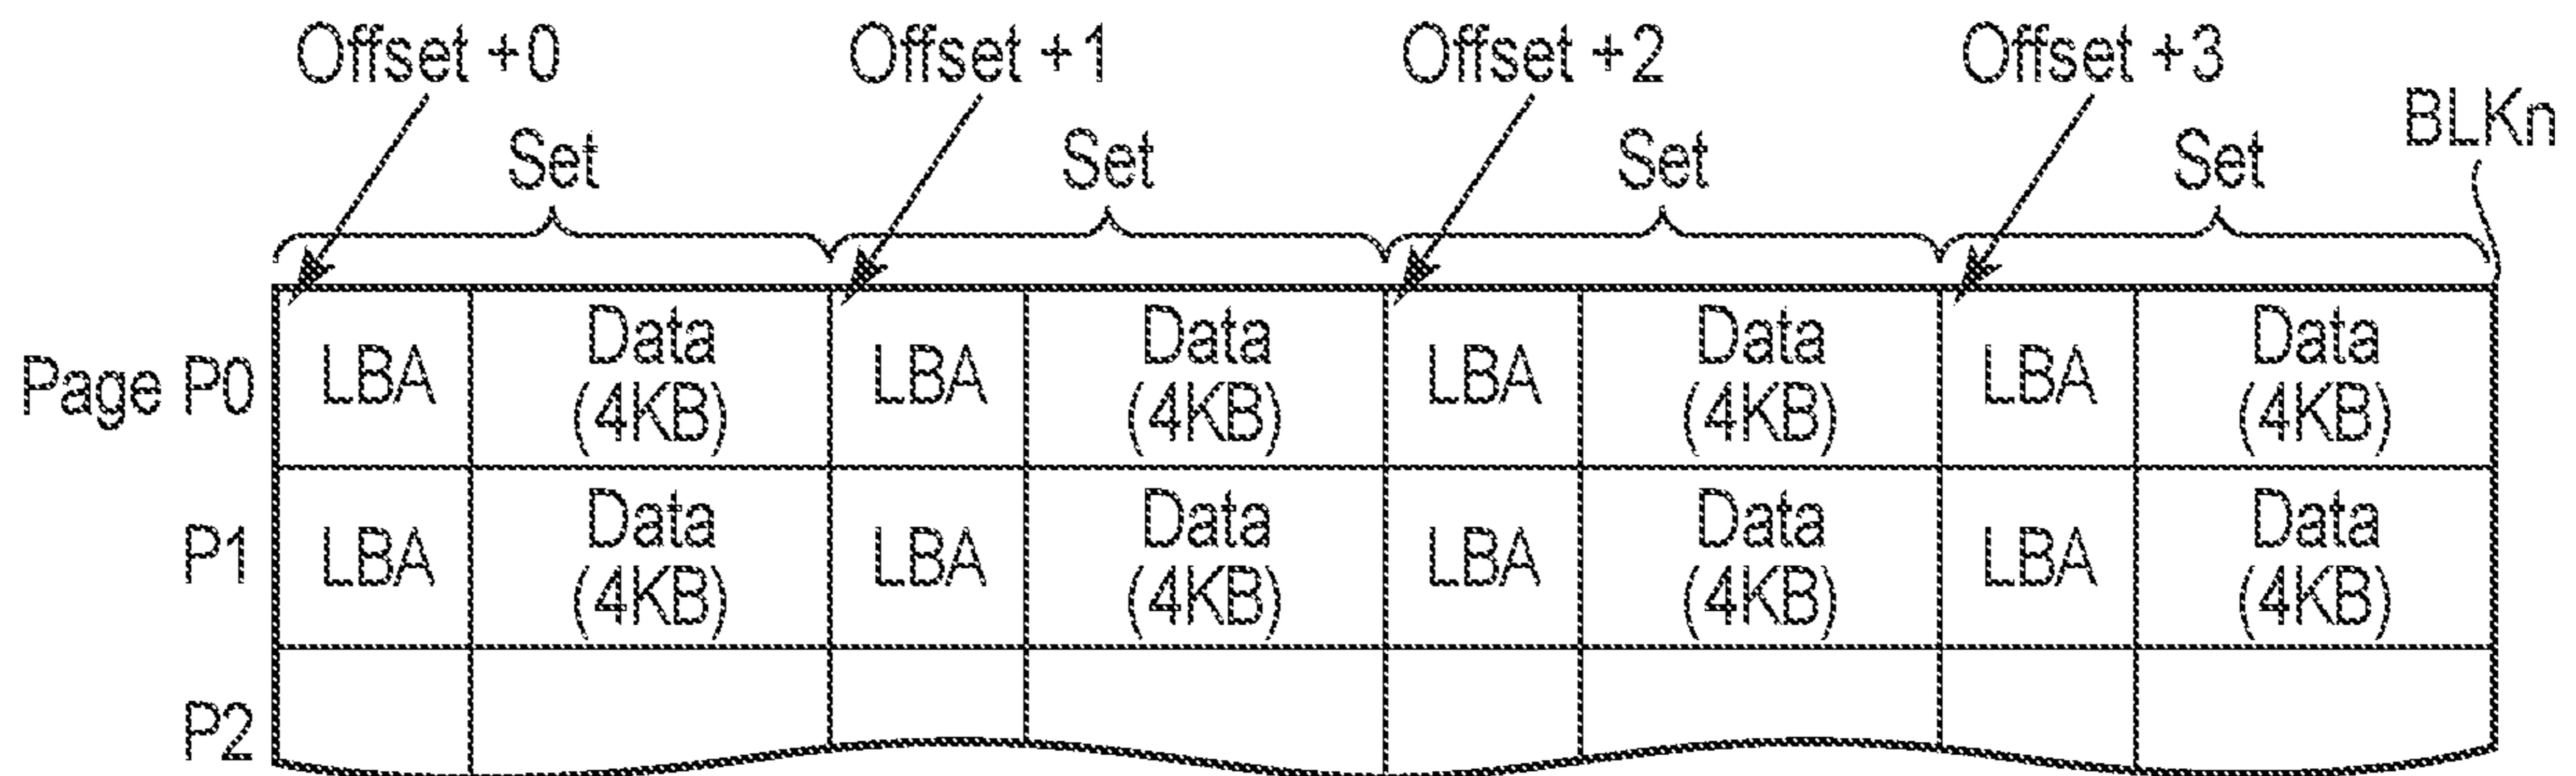 Offset +0 Offset +1 Offset +2 Offset +3
BLKn
Set Set Set Set
Page P0 LBA Data (4KB) LBA Data (4KB) LBA Data (4KB) LBA Data (4KB)
P1 LBA Data (4KB) LBA Data (4KB) LBA Data (4KB) LBA Data (4KB)
P2